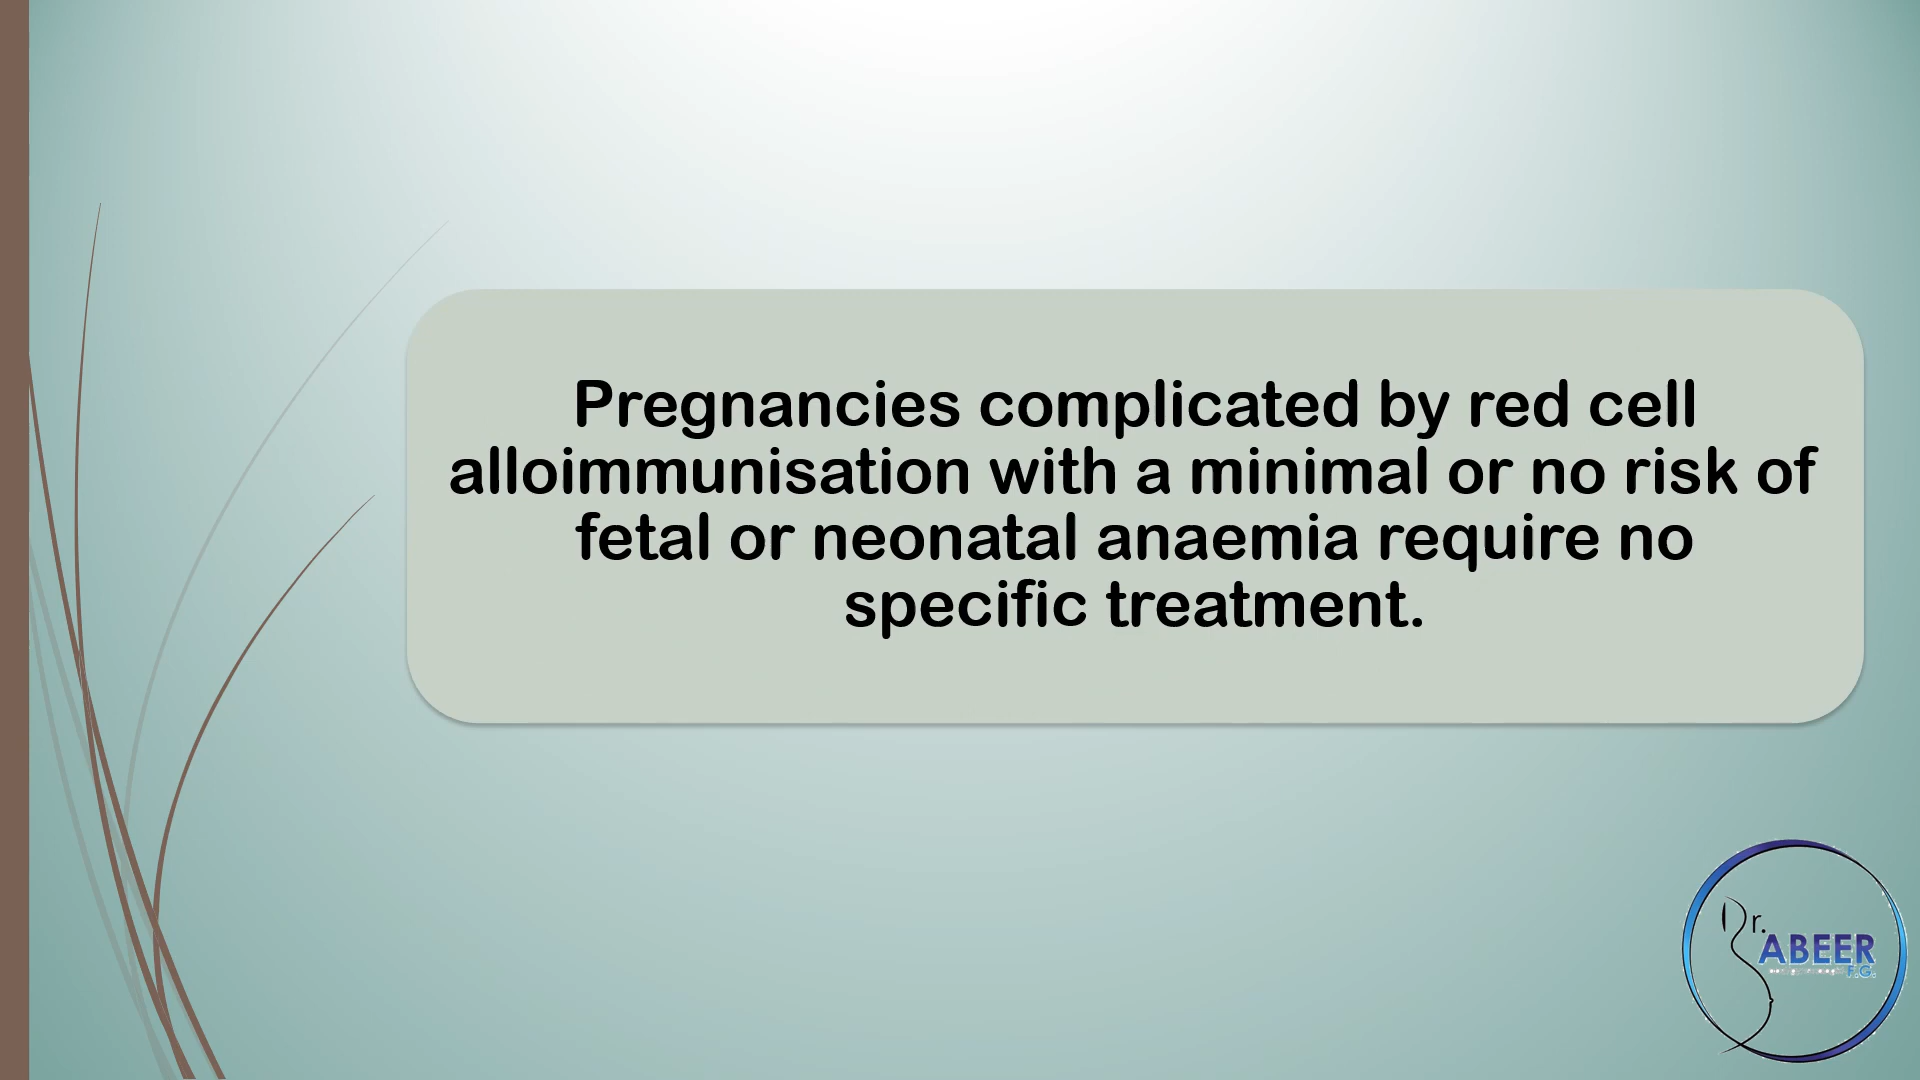 Pregnancies complicated by red cell
alloimmunisation with a minimal or no risk of
fetal or neonatal anaemia require no
specific treatment.
Dr.
ABEER
F.G.